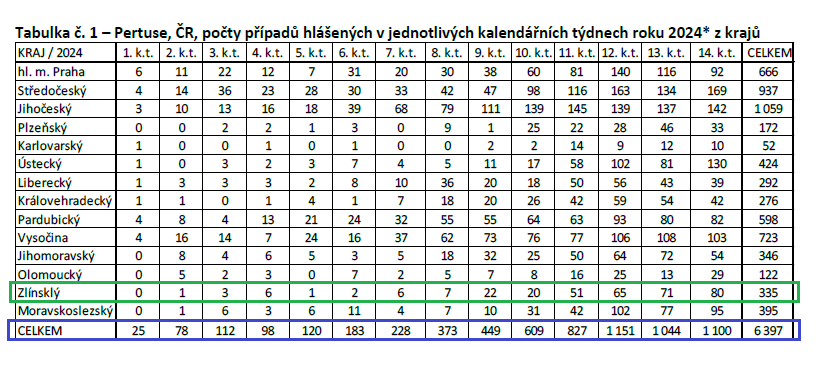 Tabulka č. 1 – Pertuse, ČR, počty případů hlášených v jednotlivých kalendářních týdnech roku 2024* z krajů
KRAJ / 2024 1. k.t. 2. k.t. 3. k.t. 4. k.t. 5. k.t. 6. k.t. 7. k.t. 8. k.t. 9. k.t. 10. k.t. 11. k.t. 12. k.t. 13. k.t. 14. k.t. CELKEM
hl. m. Praha 6 11 22 12 7 31 20 30 38 60 81 140 116 92 666
Středočeský 4 14 36 23 28 30 33 42 47 98 116 163 134 169 937
Jihočeský 3 10 13 16 18 39 68 79 111 139 145 139 137 142 1 059
Plzeňský 0 0 2 2 1 3 0 9 1 25 22 28 46 33 172
Karlovarský 1 0 0 1 0 1 0 0 2 2 14 9 12 10 52
Ústecký 1 0 3 2 3 7 4 5 11 17 58 102 81 130 424
Liberecký 1 3 3 3 2 8 10 36 20 18 50 56 43 39 292
Královehradecký 1 1 0 1 4 1 7 18 20 26 42 59 54 42 276
Pardubický 4 8 4 13 21 24 32 55 55 64 63 93 80 82 598
Vysočina 4 16 14 7 24 16 37 62 73 76 77 106 108 103 723
Jihomoravský 0 8 4 6 5 3 5 18 32 25 50 64 72 54 346
Olomoucký 0 5 2 3 0 7 2 5 7 8 16 25 13 29 122
Zlínsklý 0 1 3 6 1 2 6 7 22 20 51 65 71 80 335
Moravskoslezský 0 1 6 3 6 11 4 7 10 31 42 102 77 95 395
CELKEM 25 78 112 98 120 183 228 373 449 609 827 1 151 1 044 1 100 6 397